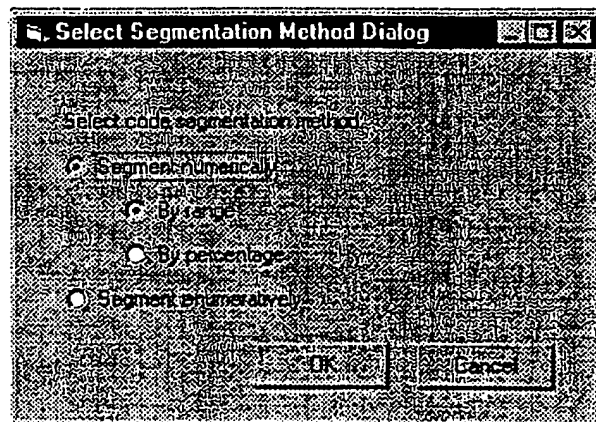 Select Segmentation Method Dialog
Select code segmentation method
Segment numerically
By range
By percentage
Segment enumeratively
OK
Cancel